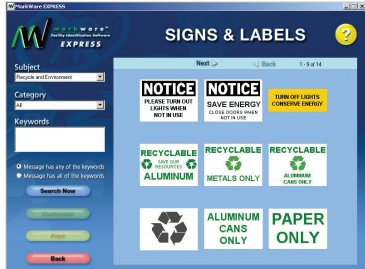 MarkWare EXPRESS
markware™
Facility Identification Software
EXPRESS
SIGNS & LABELS
?
Subject
Recycle and Environment
Category
All
Keywords
Message has any of the keywords
Message has all of the keywords
Search Now
Customize
Print
Back
Next
Back
1 - 9 of 14
NOTICE
PLEASE TURN OUT
LIGHTS WHEN
NOT IN USE
NOTICE
SAVE ENERGY
CLOSE DOORS WHEN
NOT IN USE
TURN OFF LIGHTS
CONSERVE ENERGY
RECYCLABLE
SAVE OUR
RESOURCES
ALUMINUM
RECYCLABLE
METALS ONLY
RECYCLABLE
ALUMINUM
CANS ONLY
ALUMINUM
CANS
ONLY
PAPER
ONLY